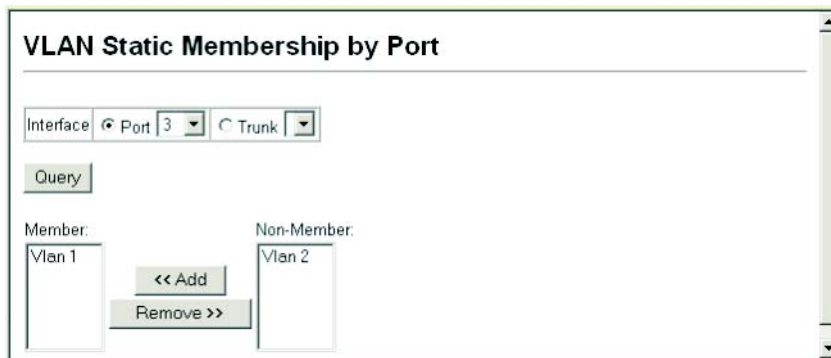 VLAN Static Membership by Port
Interface Port 3 Trunk
Query
Member: Non-Member:
Vlan 1 Vlan 2
<< Add
Remove >>